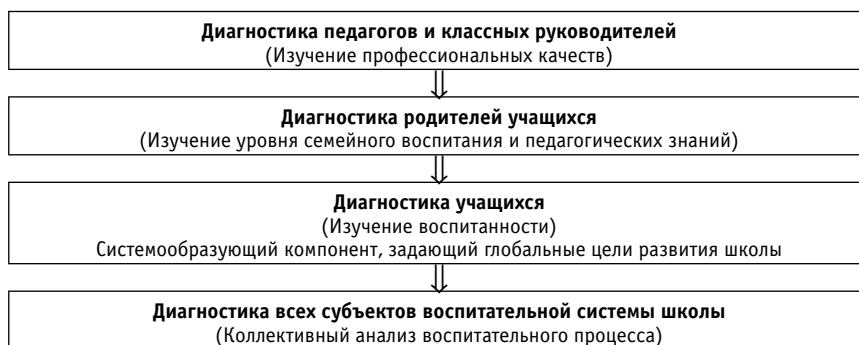 Диагностика педагогов и классных руководителей
(Изучение профессиональных качеств)
Диагностика родителей учащихся
(Изучение уровня семейного воспитания и педагогических знаний)
Диагностика учащихся
(Изучение воспитанности)
Системообразующий компонент, задающий глобальные цели развития школы
Диагностика всех субъектов воспитательной системы школы
(Коллективный анализ воспитательного процесса)